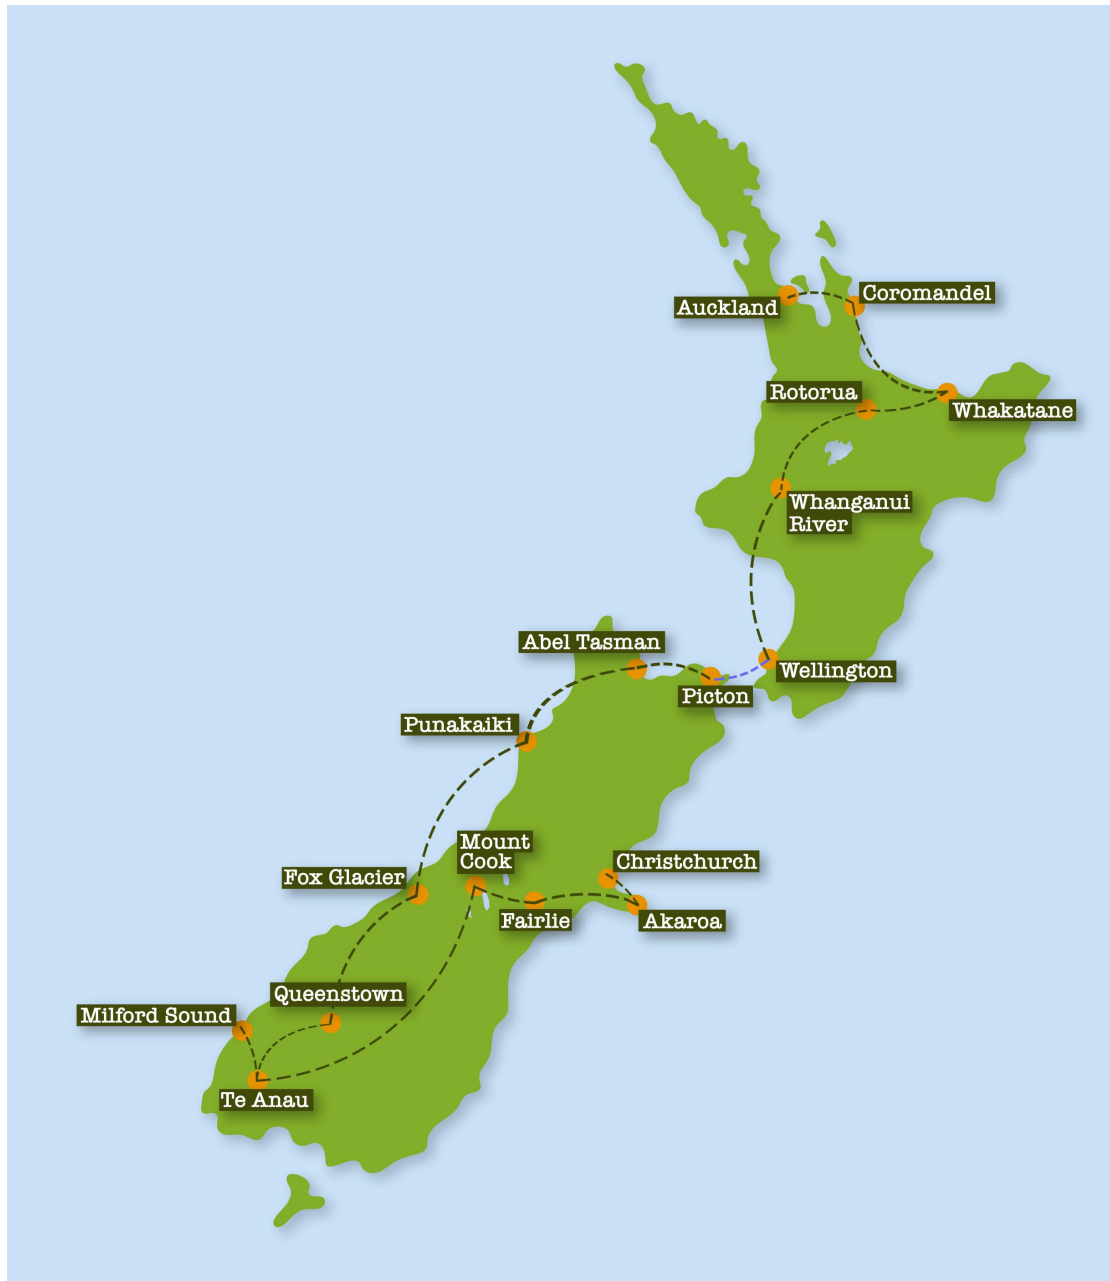 Coromandel
Auckland
Rotorua
Whakatane
Whanganui
River
Abel Tasman
Wellington
Picton
Punakaiki
Mount
Cook
Christchurch
Fox Glacier
Fairlie
Akaroa
Queenstown
Milford Sound
Te Anau